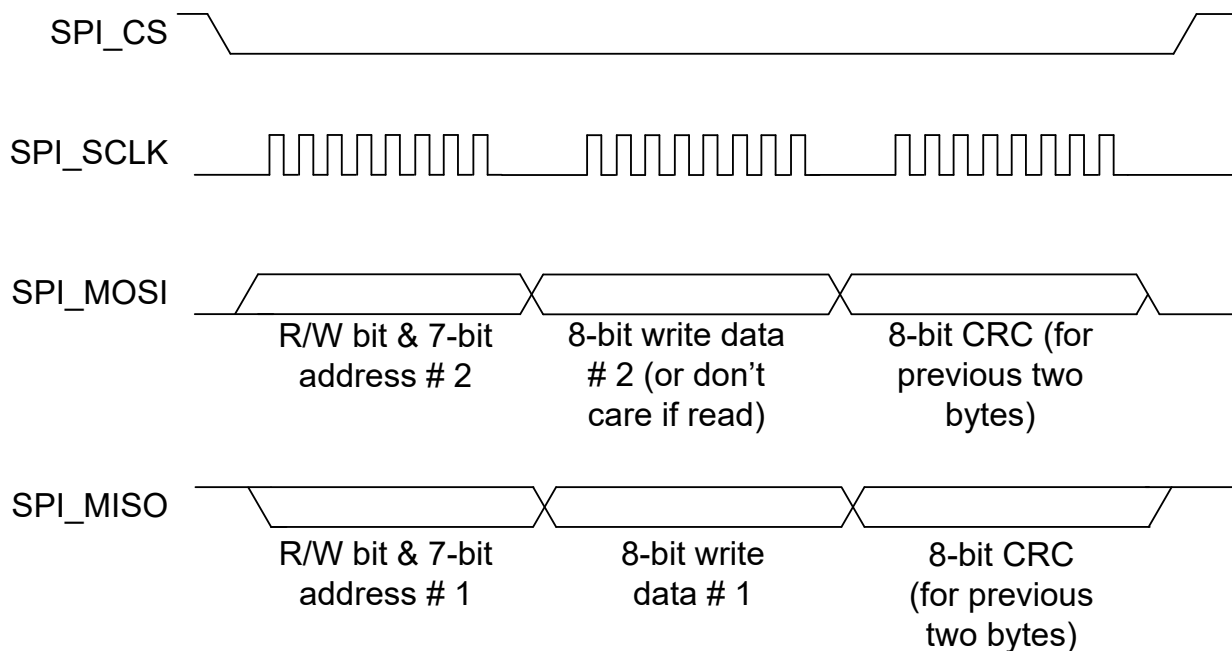 SPI_CS
SPI_SCLK
SPI_MOSI
R/W bit & 7-bit
address # 2
8-bit write data
# 2 (or don’t
care if read)
8-bit CRC (for
previous two
bytes)
SPI_MISO
R/W bit & 7-bit
address # 1
8-bit write
data # 1
8-bit CRC
(for previous
two bytes)